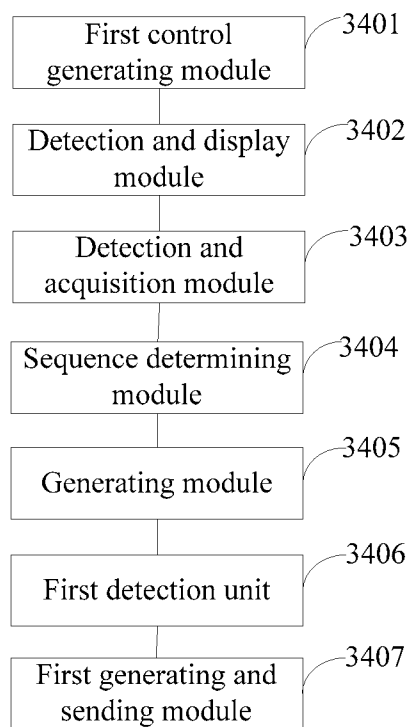 3401
First control
generating module
3402
Detection and display
module
3403
Detection and
acquisition module
3404
Sequence determining
module
3405
Generating module
3406
First detection unit
3407
First generating and
sending module